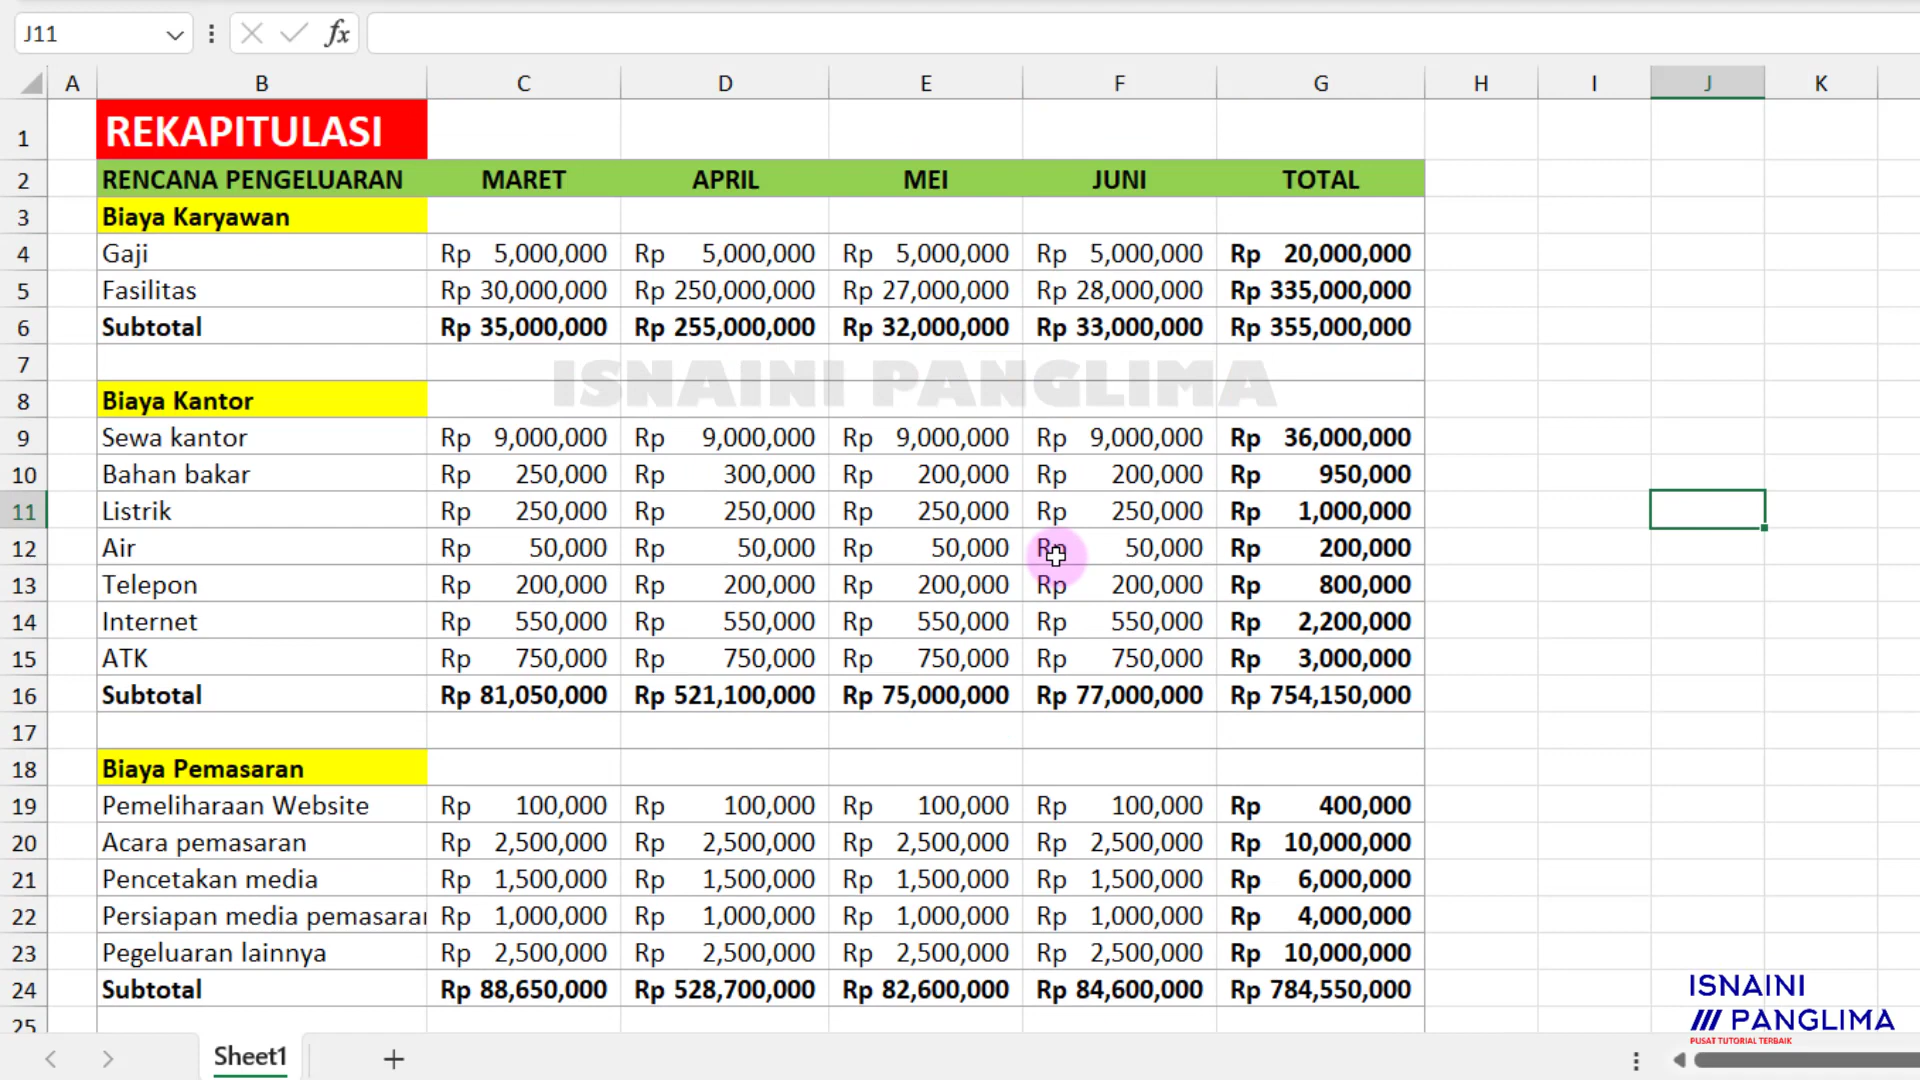 J11
fx
A B C D E F G H I J K
1 REKAPITULASI
2 RENCANA PENGELUARAN MARET APRIL MEI JUNI TOTAL
3 Biaya Karyawan
4 Gaji Rp 5,000,000 Rp 5,000,000 Rp 5,000,000 Rp 5,000,000 Rp 20,000,000
5 Fasilitas Rp 30,000,000 Rp 250,000,000 Rp 27,000,000 Rp 28,000,000 Rp 335,000,000
6 Subtotal Rp 35,000,000 Rp 255,000,000 Rp 32,000,000 Rp 33,000,000 Rp 355,000,000
7
ISNAINI PANGLIMA
8 Biaya Kantor
9 Sewa kantor Rp 9,000,000 Rp 9,000,000 Rp 9,000,000 Rp 9,000,000 Rp 36,000,000
10 Bahan bakar Rp 250,000 Rp 300,000 Rp 200,000 Rp 200,000 Rp 950,000
11 Listrik Rp 250,000 Rp 250,000 Rp 250,000 Rp 250,000 Rp 1,000,000
12 Air Rp 50,000 Rp 50,000 Rp 50,000 Rp 50,000 Rp 200,000
13 Telepon Rp 200,000 Rp 200,000 Rp 200,000 Rp 200,000 Rp 800,000
14 Internet Rp 550,000 Rp 550,000 Rp 550,000 Rp 550,000 Rp 2,200,000
15 ATK Rp 750,000 Rp 750,000 Rp 750,000 Rp 750,000 Rp 3,000,000
16 Subtotal Rp 81,050,000 Rp 521,100,000 Rp 75,000,000 Rp 77,000,000 Rp 754,150,000
17
18 Biaya Pemasaran
19 Pemeliharaan Website Rp 100,000 Rp 100,000 Rp 100,000 Rp 100,000 Rp 400,000
20 Acara pemasaran Rp 2,500,000 Rp 2,500,000 Rp 2,500,000 Rp 2,500,000 Rp 10,000,000
21 Pencetakan media Rp 1,500,000 Rp 1,500,000 Rp 1,500,000 Rp 1,500,000 Rp 6,000,000
22 Persiapan media pemasaran Rp 1,000,000 Rp 1,000,000 Rp 1,000,000 Rp 1,000,000 Rp 4,000,000
23 Pegeluaran lainnya Rp 2,500,000 Rp 2,500,000 Rp 2,500,000 Rp 2,500,000 Rp 10,000,000
24 Subtotal Rp 88,650,000 Rp 528,700,000 Rp 82,600,000 Rp 84,600,000 Rp 784,550,000
25
ISNAINI
PANGLIMA
PUSAT TUTORIAL TERBAIK
Sheet1